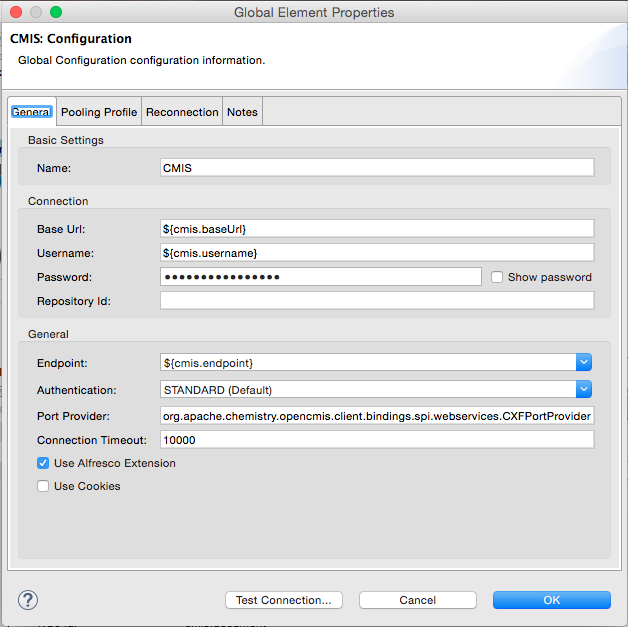 Global Element Properties
CMIS: Configuration
Global Configuration configuration information.
General Pooling Profile Reconnection Notes
Basic Settings
Name: CMIS
Connection
Base Url: ${cmis.baseUrl}
Username: ${cmis.username}
Password: •••••••••••••••• Show password
Repository Id:
General
Endpoint: ${cmis.endpoint}
Authentication: STANDARD (Default)
Port Provider: org.apache.chemistry.opencmis.client.bindings.spi.webservices.CXFPortProvider
Connection Timeout: 10000
Use Alfresco Extension
Use Cookies
? Test Connection... Cancel OK